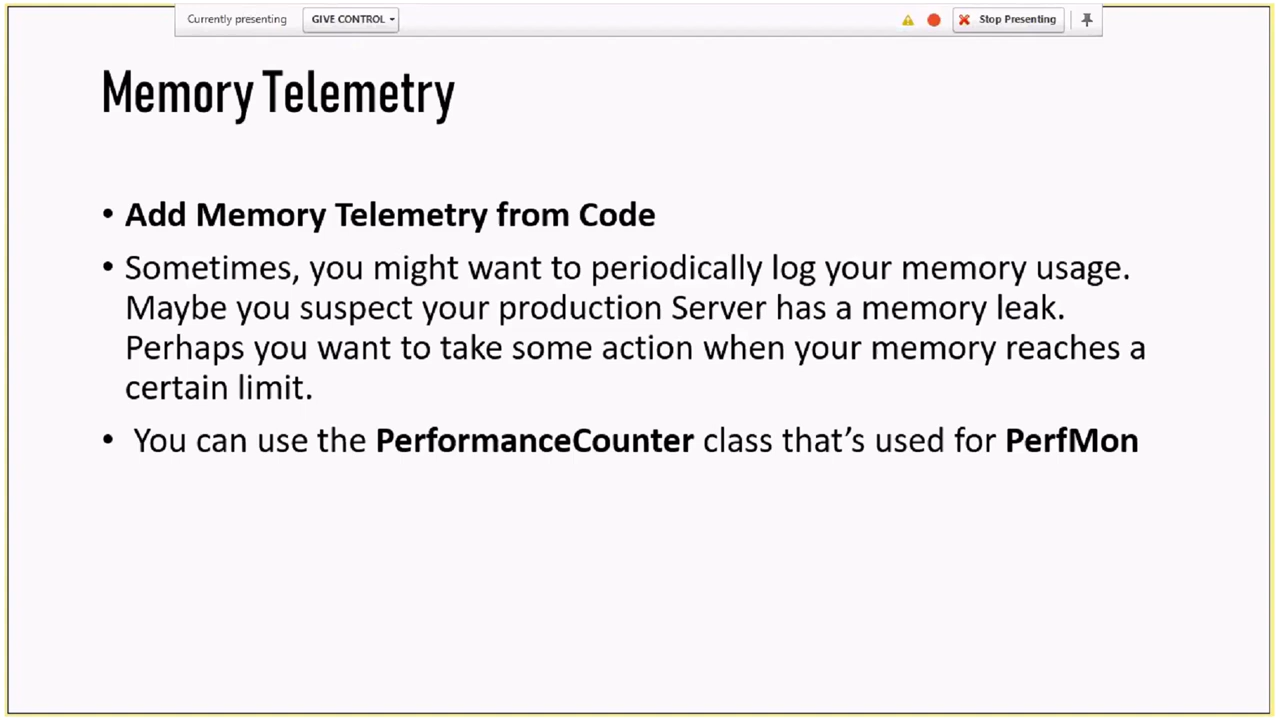 Currently presenting GIVE CONTROL Stop Presenting
Memory Telemetry
• Add Memory Telemetry from Code
• Sometimes, you might want to periodically log your memory usage.
Maybe you suspect your production Server has a memory leak.
Perhaps you want to take some action when your memory reaches a
certain limit.
• You can use the PerformanceCounter class that’s used for PerfMon